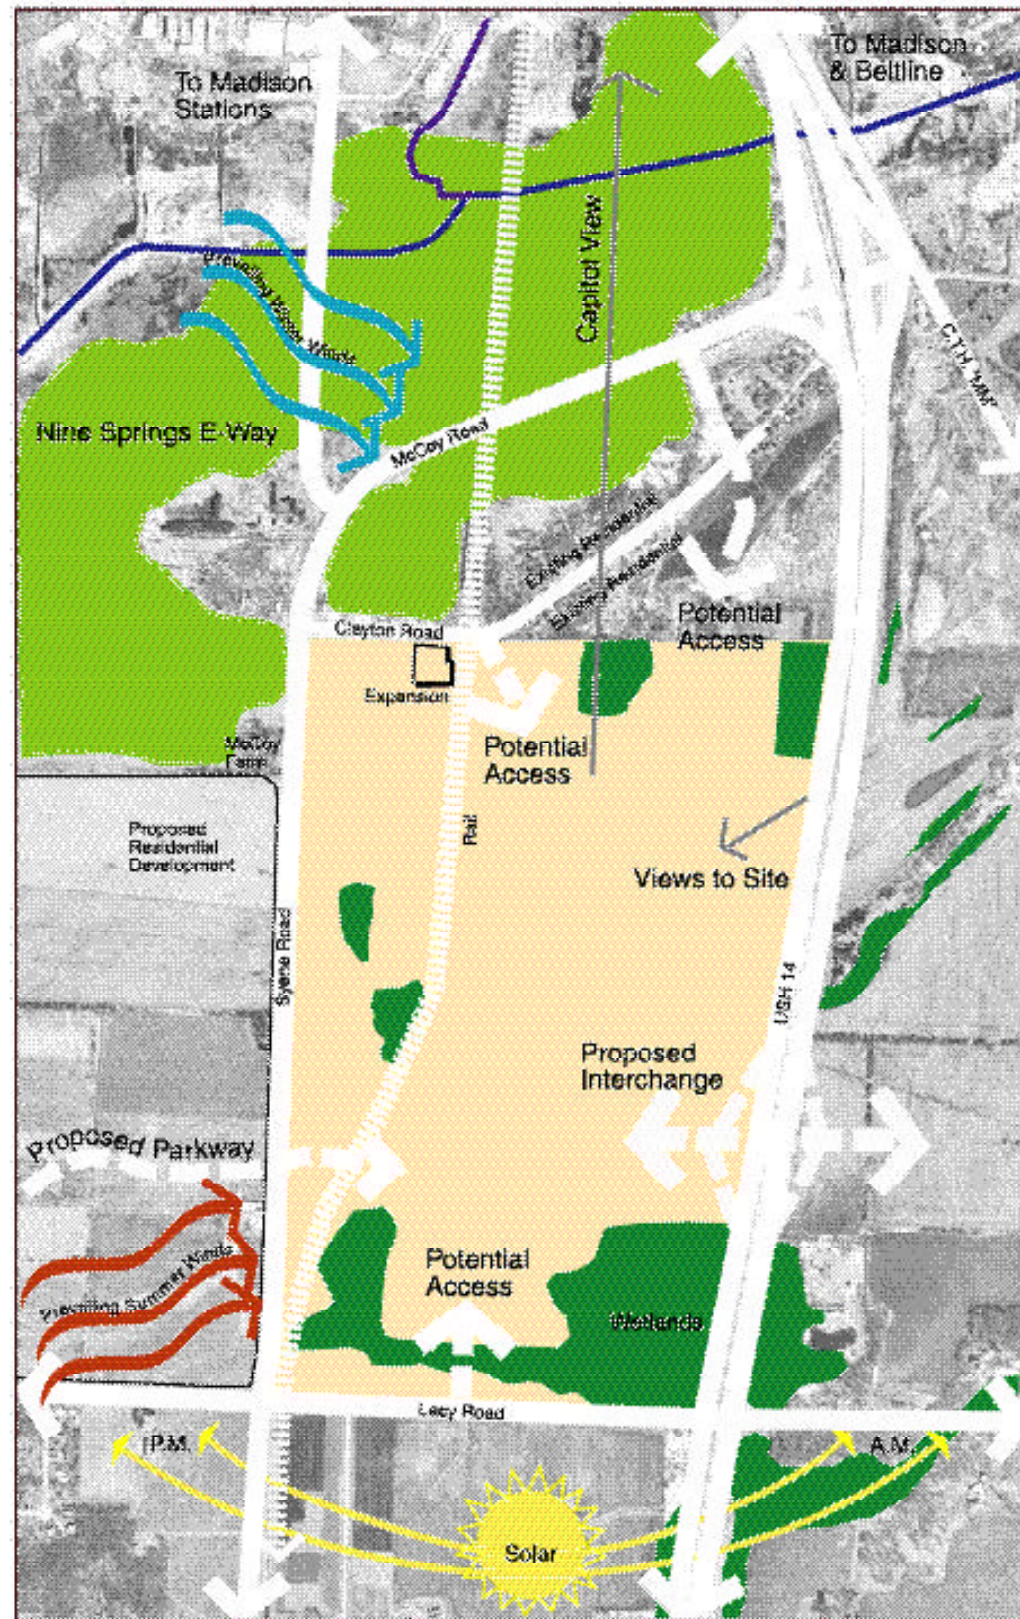 To Madison
Stations
To Madison
& Beltline
Capitol View
Prevailing Winter Winds
C.T.H. "MM"
Nine Springs E-Way
McCoy Road
Existing Residential
Existing Residential
Potential
Access
Clayton Road
Expansion
McCoy
Farm
Potential
Access
Proposed
Residential
Development
Rail
Views to Site
Syene Road
USH 14
Proposed
Interchange
Proposed Parkway
Prevailing Summer Winds
Potential
Access
Wetlands
Lacy Road
P.M.
A.M.
Solar